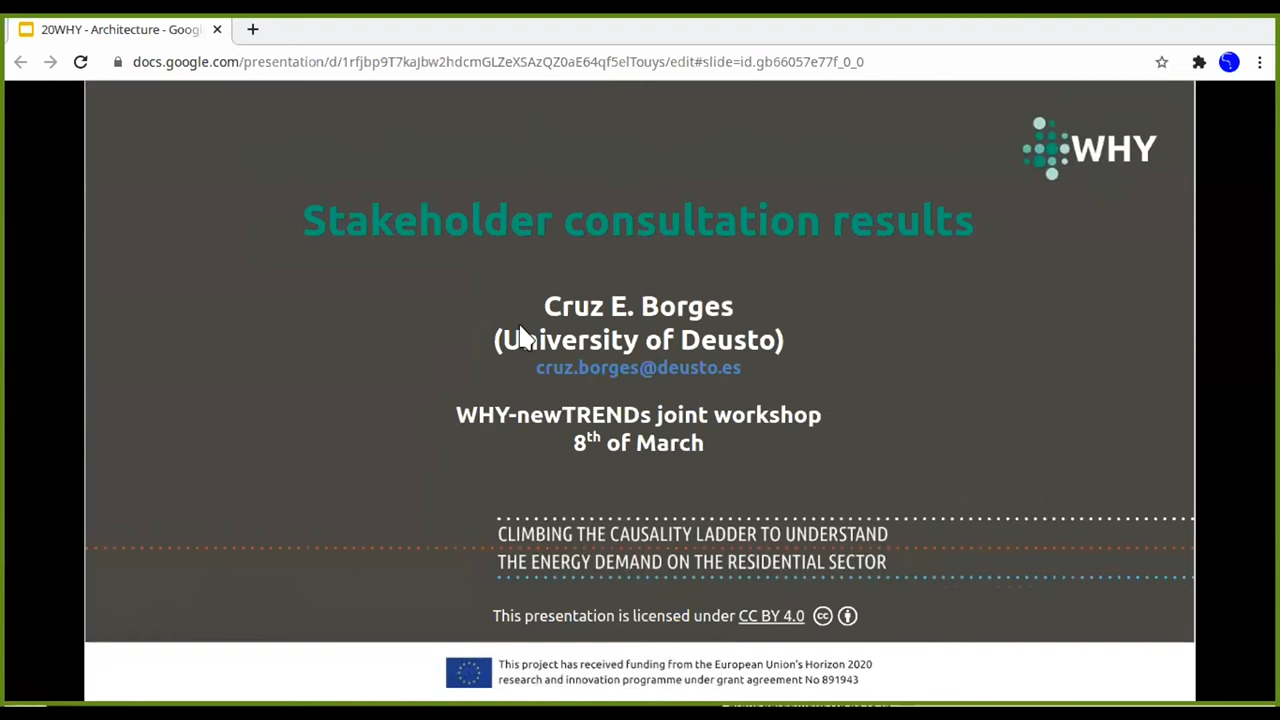 20WHY - Architecture - Goog
docs.google.com/presentation/d/1rfjbp9T7kaJbw2hdcmGLZeXxAzQZ0aE64qf5elTouys/edit#slide=id.gb66057e77f_0_0
WHY
Stakeholder consultation results
Cruz E. Borges
(University of Deusto)
cruz.borges@deusto.es
WHY-newTRENDs joint workshop
8th of March
CLIMBING THE CAUSALITY LADDER TO UNDERSTAND
THE ENERGY DEMAND ON THE RESIDENTIAL SECTOR
This presentation is licensed under CC BY 4.0
This project has received funding from the European Union's Horizon 2020
research and innovation programme under grant agreement No 891943